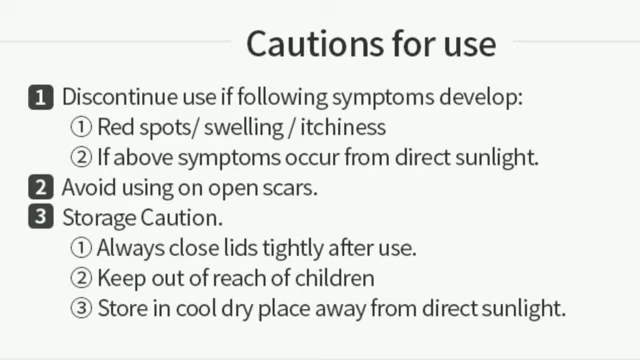 Cautions for use
1 Discontinue use if following symptoms develop:
① Red spots/ swelling / itchiness
② If above symptoms occur from direct sunlight.
2 Avoid using on open scars.
3 Storage Caution.
① Always close lids tightly after use.
② Keep out of reach of children
③ Store in cool dry place away from direct sunlight.